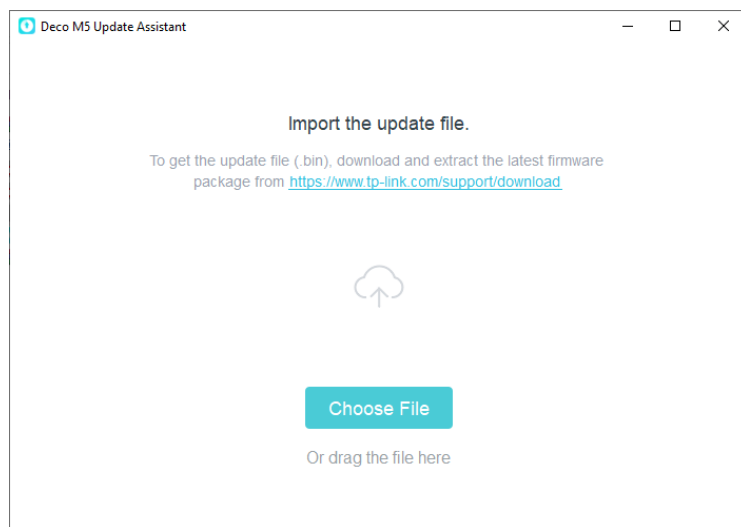 Deco M5 Update Assistant
Import the update file.
To get the update file (.bin), download and extract the latest firmware
package from https://www.tp-link.com/support/download
Choose File
Or drag the file here